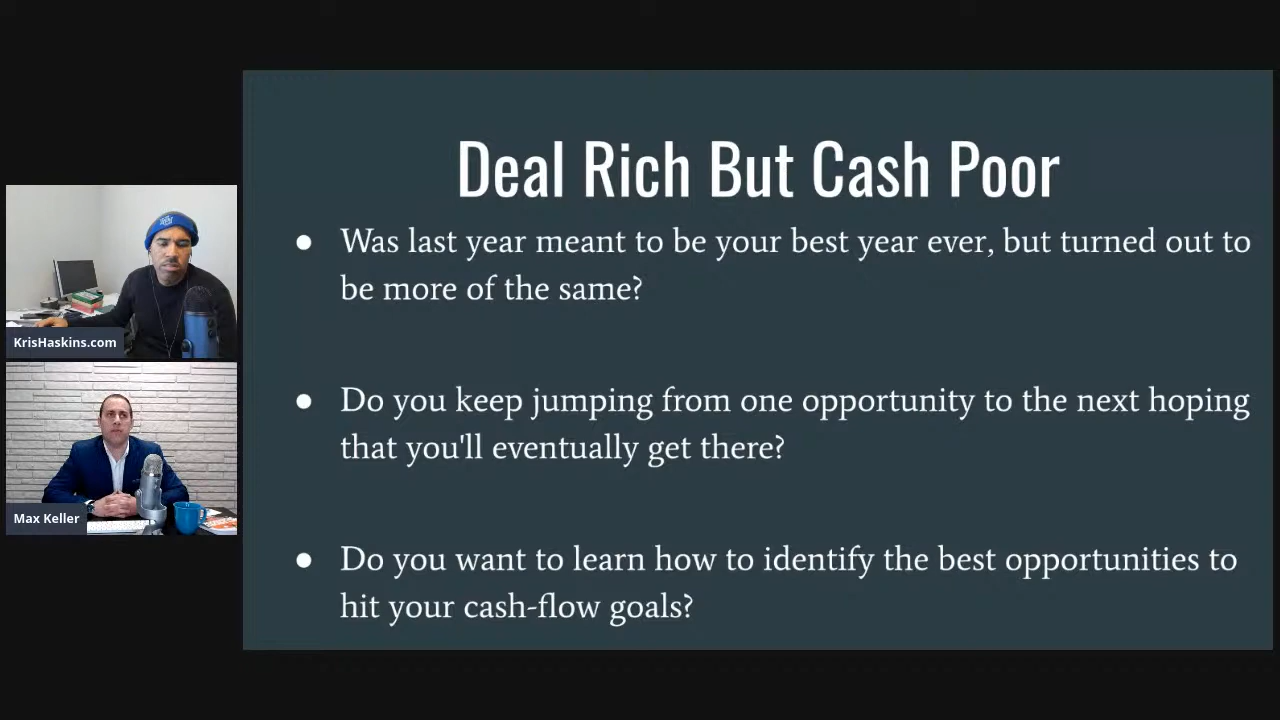 Deal Rich But Cash Poor
● Was last year meant to be your best year ever, but turned out to
be more of the same?
● Do you keep jumping from one opportunity to the next hoping
that you'll eventually get there?
● Do you want to learn how to identify the best opportunities to
hit your cash-flow goals?
KrisHaskins.com
Max Keller